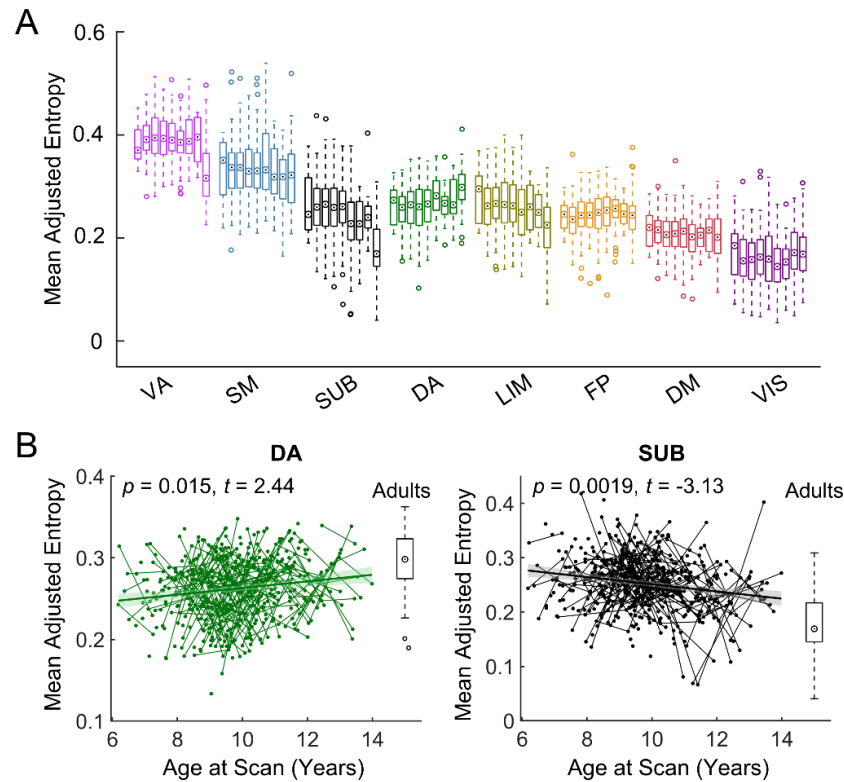 A
Mean Adjusted Entropy
0.6
0.4
0.2
0
VA SM SUB DA LIM FP DM VIS
B
DA
Mean Adjusted Entropy
0.4
0.3
0.2
0.1
p = 0.015, t = 2.44
Adults
6 8 10 12 14
Age at Scan (Years)
SUB
Mean Adjusted Entropy
0.5
0.4
0.3
0.2
0.1
0
p = 0.0019, t = -3.13
Adults
6 8 10 12 14
Age at Scan (Years)